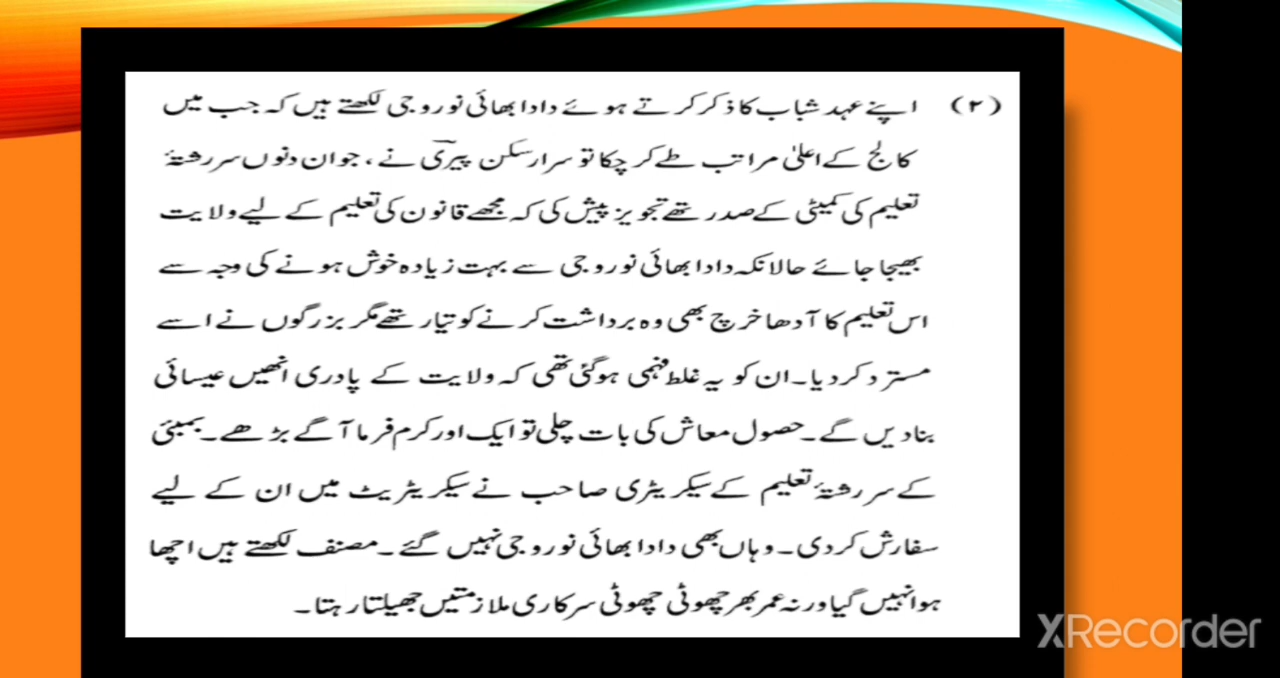 (۲) اپنے عہد شباب کا ذکر کرتے ہوئے دادا بھائی نوروجی لکھتے ہیں کہ جب میں
کالج کے اعلیٰ مراتب طے کر چکا تو سر ارسکن پیری نے، جو ان دنوں سررشتۂ
تعلیم کی کمیٹی کے صدر تھے تجویز پیش کی کہ مجھے قانون کی تعلیم کے لیے ولایت
بھیجا جائے حالانکہ دادا بھائی نوروجی سے بہت زیادہ خوش ہونے کی وجہ سے
اس تعلیم کا آدھا خرچ بھی وہ برداشت کرنے کو تیار تھے مگر بزرگوں نے اسے
مسترد کر دیا۔ ان کو یہ غلط فہمی ہوگئی تھی کہ ولایت کے پادری انھیں عیسائی
بنا دیں گے۔ حصول معاش کی بات چلی تو ایک اور کرم فرما آگے بڑھے۔ بمبئی
کے سررشتۂ تعلیم کے سیکریٹری صاحب نے سیکریٹریٹ میں ان کے لیے
سفارش کردی۔ وہاں بھی دادا بھائی نوروجی نہیں گئے۔ مصنف لکھتے ہیں اچھا
ہوا نہیں گیا ورنہ عمر بھر چھوٹی چھوٹی سرکاری ملازمتیں جھیلتا رہتا۔
XRecorder